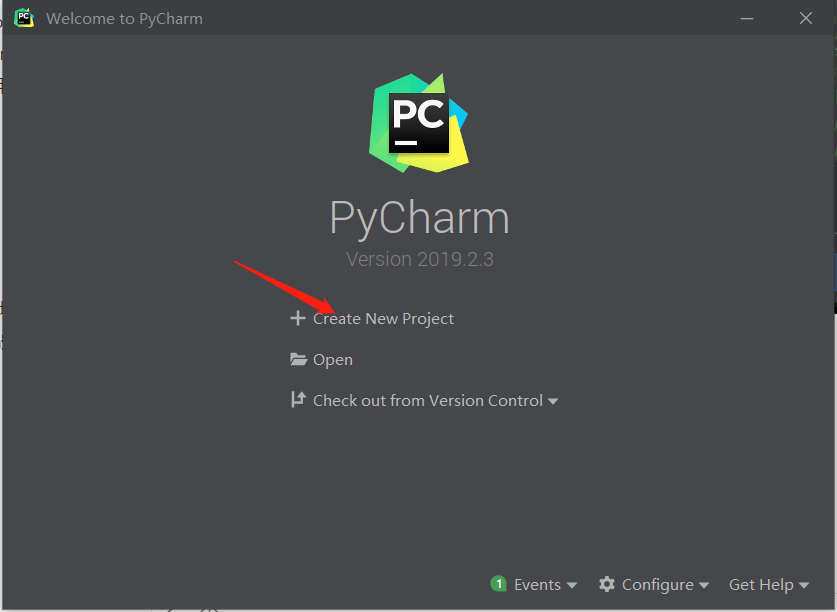 PC
Welcome to PyCharm
PC
PyCharm
Version 2019.2.3
Create New Project
Open
Check out from Version Control
1 Events Configure Get Help